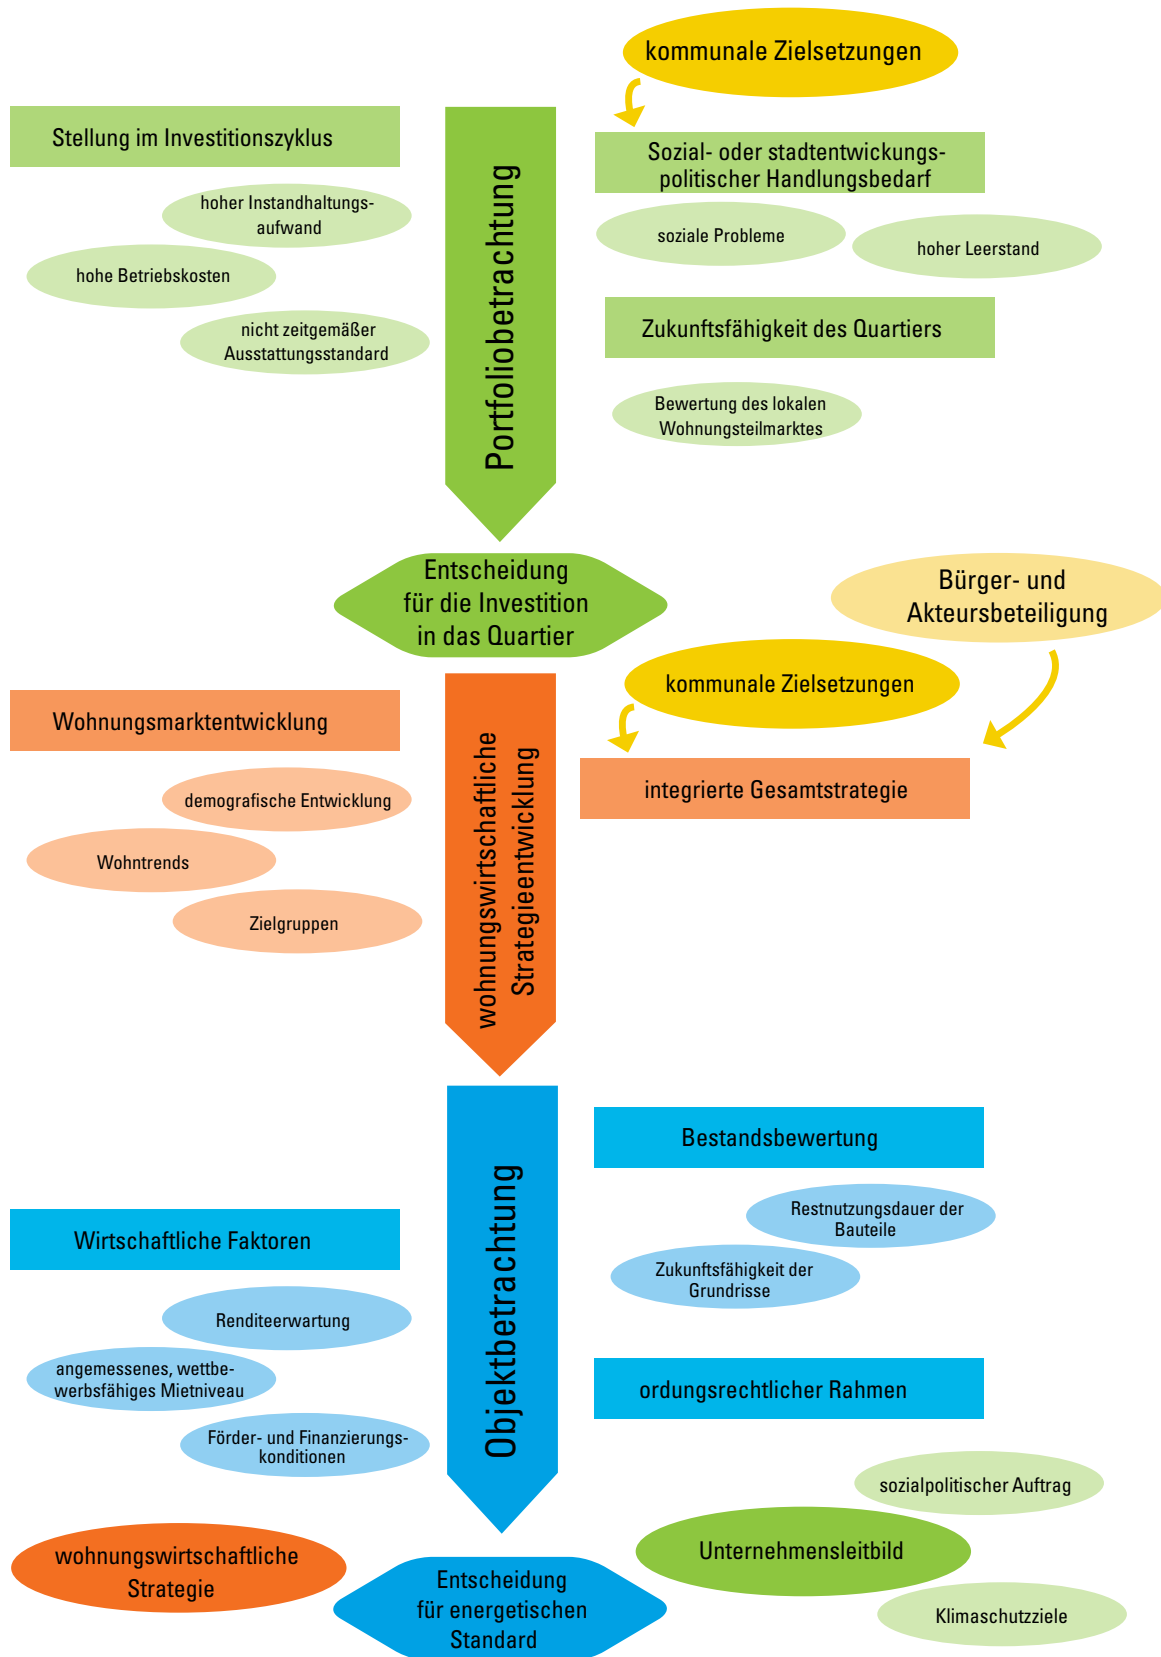 kommunale Zielsetzungen
Stellung im Investitionszyklus
hoher Instandhaltungs-
aufwand
hohe Betriebskosten
nicht zeitgemäßer
Ausstattungsstandard
Portfoliobetrachtung
Sozial- oder stadtentwickungs-
politischer Handlungsbedarf
soziale Probleme
hoher Leerstand
Zukunftsfähigkeit des Quartiers
Bewertung des lokalen
Wohnungsteilmarktes
Entscheidung
für die Investition
in das Quartier
Bürger- und
Akteursbeteiligung
kommunale Zielsetzungen
Wohnungsmarktentwicklung
demografische Entwicklung
Wohntrends
Zielgruppen
wohnungswirtschaftliche
Strategieentwicklung
integrierte Gesamtstrategie
Objektbetrachtung
Bestandsbewertung
Restnutzungsdauer der
Bauteile
Zukunftsfähigkeit der
Grundrisse
Wirtschaftliche Faktoren
Renditeerwartung
angemessenes, wettbe-
werbsfähiges Mietniveau
Förder- und Finanzierungs-
konditionen
ordungsrechtlicher Rahmen
sozialpolitischer Auftrag
Unternehmensleitbild
Klimaschutzziele
wohnungswirtschaftliche
Strategie
Entscheidung
für energetischen
Standard